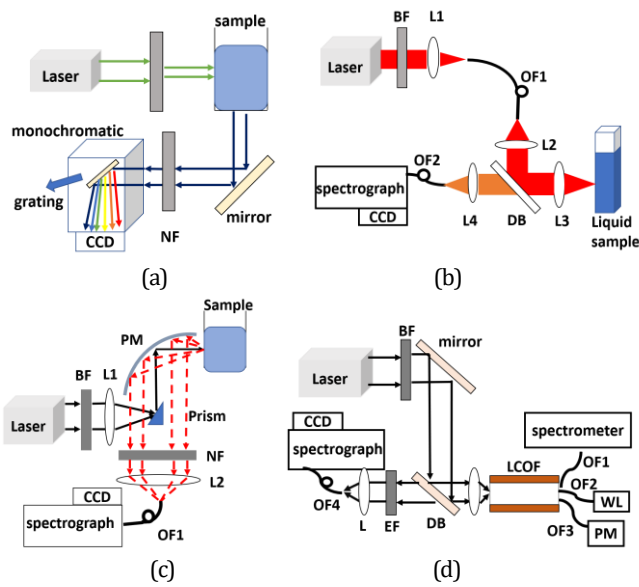 sample
Laser
monochromatic
grating
CCD
NF
mirror
(a)
BF
L1
Laser
OF1
L2
OF2
spectrograph
CCD
L4
DB
L3
Liquid
sample
(b)
Sample
PM
BF
L1
Laser
Prism
NF
L2
CCD
spectrograph
OF1
(c)
BF
mirror
Laser
CCD
spectrograph
spectrometer
LCOF
OF1
OF2
WL
OF4
L
EF
DB
OF3
PM
(d)